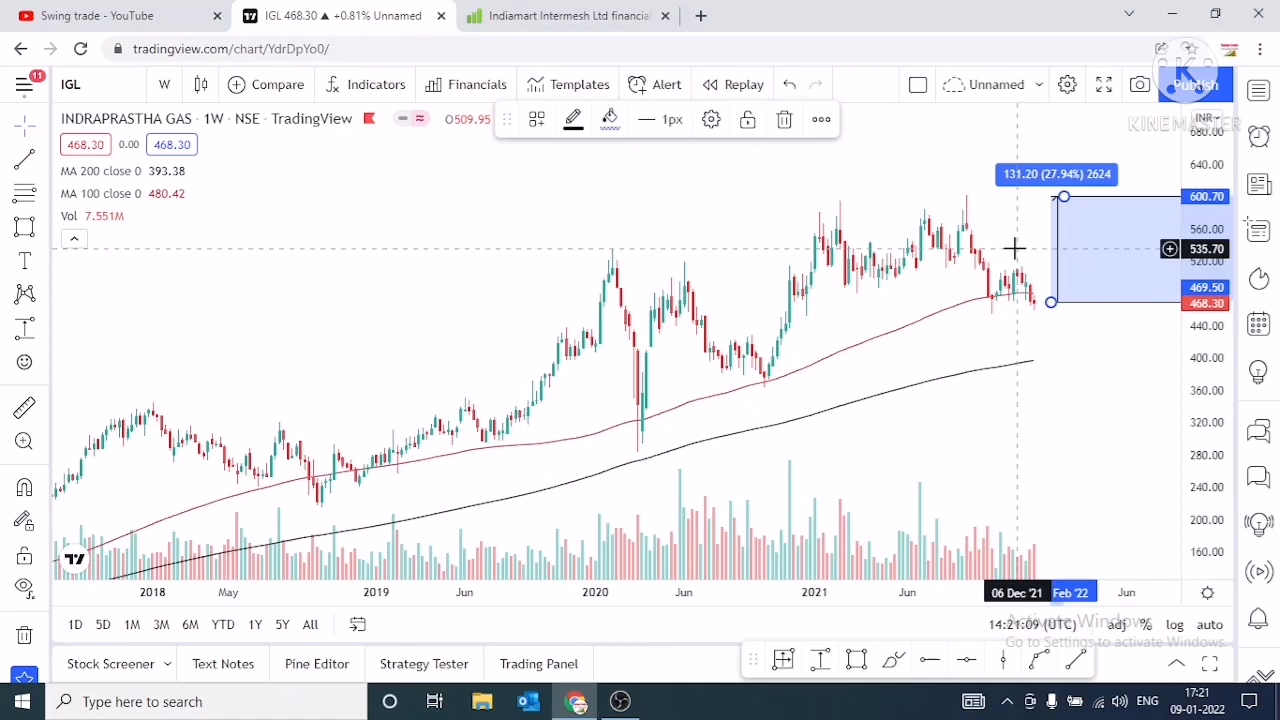 Swing trade - YouTube
IGL 468.30 ▲ +0.81% Unnamed
Indiamart Intermesh Ltd financial
tradingview.com/chart/YdrDpYo0/
11
IGL
W
Compare
Indicators
Financials
Templates
Alert
Replay
Unnamed
Publish
K
KINEMASTER
INDRAPRASTHA GAS · 1W · NSE · TradingView
O509.95
1px
INR
468.30
0.00
468.30
MA 200 close 0 393.38
MA 100 close 0 480.42
Vol 7.551M
131.20 (27.94%) 2624
680.00
640.00
600.70
560.00
535.70
520.00
469.50
468.30
440.00
400.00
360.00
320.00
280.00
240.00
200.00
160.00
2018
May
2019
Jun
2020
Jun
2021
Jun
06 Dec '21
Feb '22
Jun
1D
5D
1M
3M
6M
YTD
1Y
5Y
All
14:21:09 (UTC)
adj
%
log
auto
Activate Windows
Go to Settings to activate Windows.
Stock Screener
Text Notes
Pine Editor
Strategy Tester
Trading Panel
Type here to search
ENG
17:21
09-01-2022